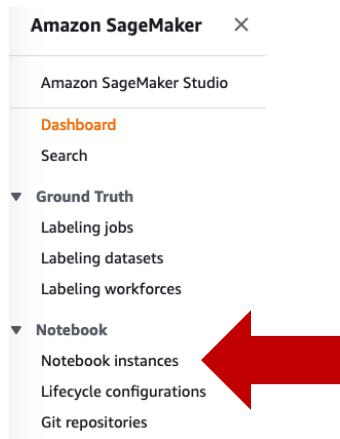 Amazon SageMaker
Amazon SageMaker Studio
Dashboard
Search
Ground Truth
Labeling jobs
Labeling datasets
Labeling workforces
Notebook
Notebook instances
Lifecycle configurations
Git repositories